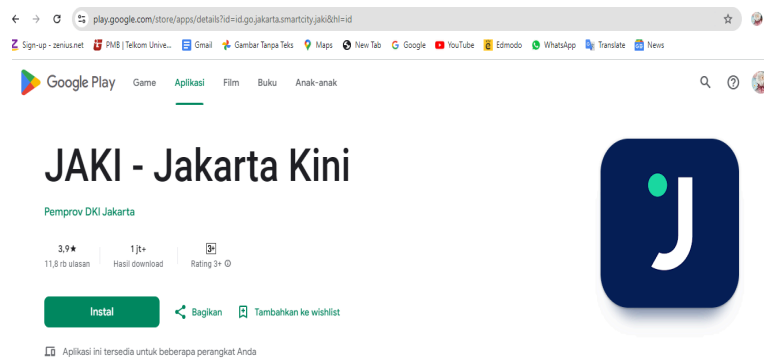 play.google.com/store/apps/details?id=id.go.jakarta.smartcity.jaki&hl=id
Sign-up - zenius.net PMB | Telkom Unive... Gmail Gambar Tanpa Teks Maps New Tab Google YouTube Edmodo WhatsApp Translate News
Google Play Game Aplikasi Film Buku Anak-anak
JAKI - Jakarta Kini
Pemprov DKI Jakarta
3,9★ 1 jt+ 3+
11,8 rb ulasan Hasil download Rating 3+
Instal Bagikan Tambahkan ke wishlist
Aplikasi ini tersedia untuk beberapa perangkat Anda